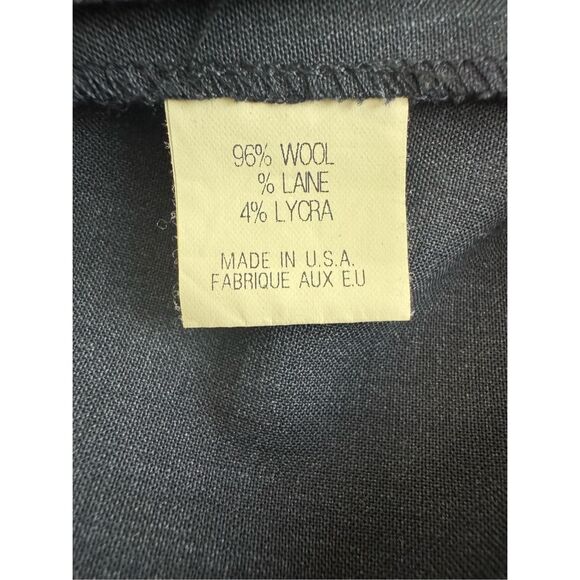 96% WOOL
% LAINE
4% LYCRA
MADE IN U.S.A.
FABRIQUE AUX E.U